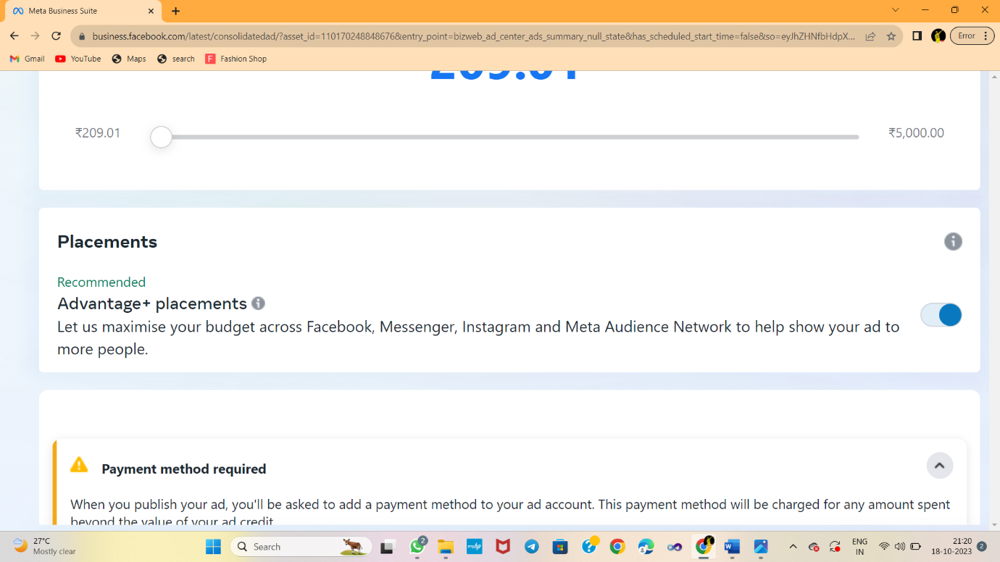 Meta Business Suite
business.facebook.com/latest/consolidatedad/?asset_id=110170248848676&entry_point=bizweb_ad_center_ads_summary_null_state&has_scheduled_start_time=false&so=eyJhZHNfbHdpX...
Error
Gmail YouTube Maps search F Fashion Shop
₹209.01 ₹5,000.00
Placements
Recommended
Advantage+ placements
Let us maximise your budget across Facebook, Messenger, Instagram and Meta Audience Network to help show your ad to
more people.
Payment method required
When you publish your ad, you'll be asked to add a payment method to your ad account. This payment method will be charged for any amount spent
beyond the value of your ad credit
27°C
Mostly clear
Search
2
myhp
W
ENG
IN
21:20
18-10-2023
2